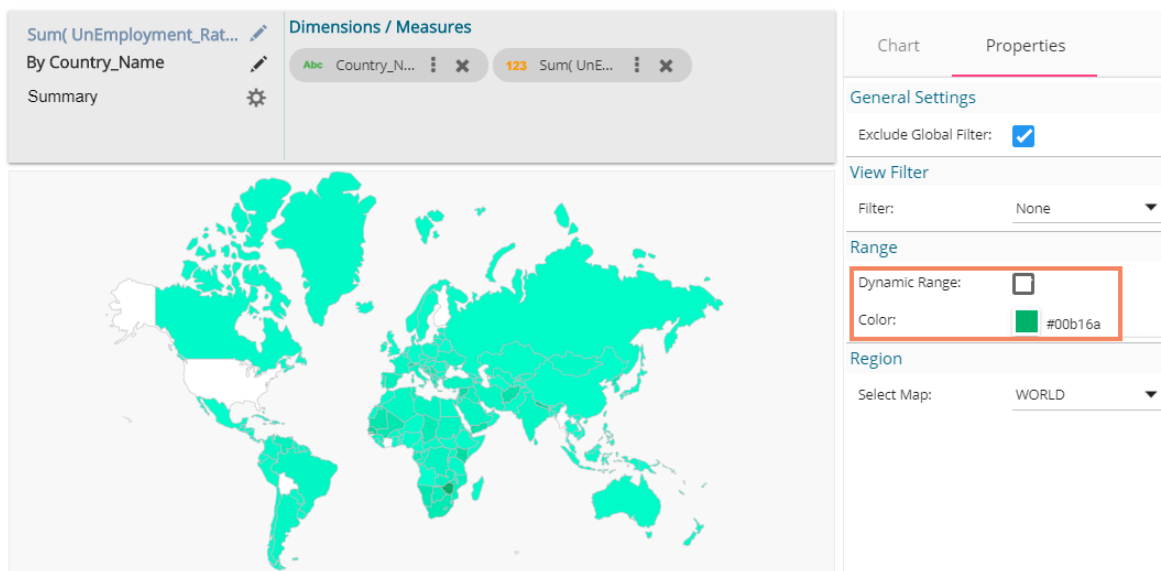 Sum( UnEmployment_Rat...
By Country_Name
Summary
Dimensions / Measures
Abc Country_N...
123 Sum( UnE...
Chart Properties
General Settings
Exclude Global Filter:
View Filter
Filter: None
Range
Dynamic Range:
Color: #00b16a
Region
Select Map: WORLD